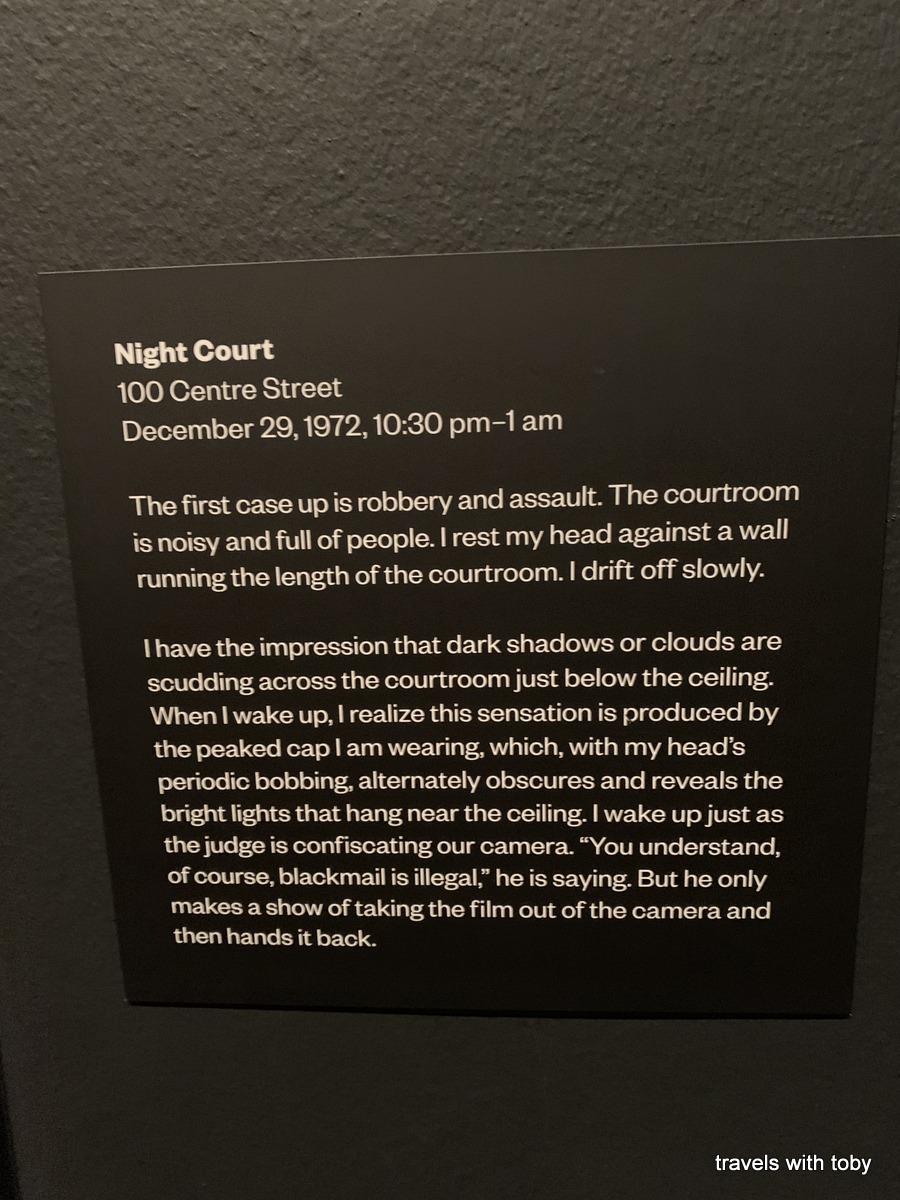 Night Court
100 Centre Street
December 29, 1972, 10:30 pm–1 am
The first case up is robbery and assault. The courtroom
is noisy and full of people. I rest my head against a wall
running the length of the courtroom. I drift off slowly.
I have the impression that dark shadows or clouds are
scudding across the courtroom just below the ceiling.
When I wake up, I realize this sensation is produced by
the peaked cap I am wearing, which, with my head’s
periodic bobbing, alternately obscures and reveals the
bright lights that hang near the ceiling. I wake up just as
the judge is confiscating our camera. “You understand,
of course, blackmail is illegal,” he is saying. But he only
makes a show of taking the film out of the camera and
then hands it back.
travels with toby